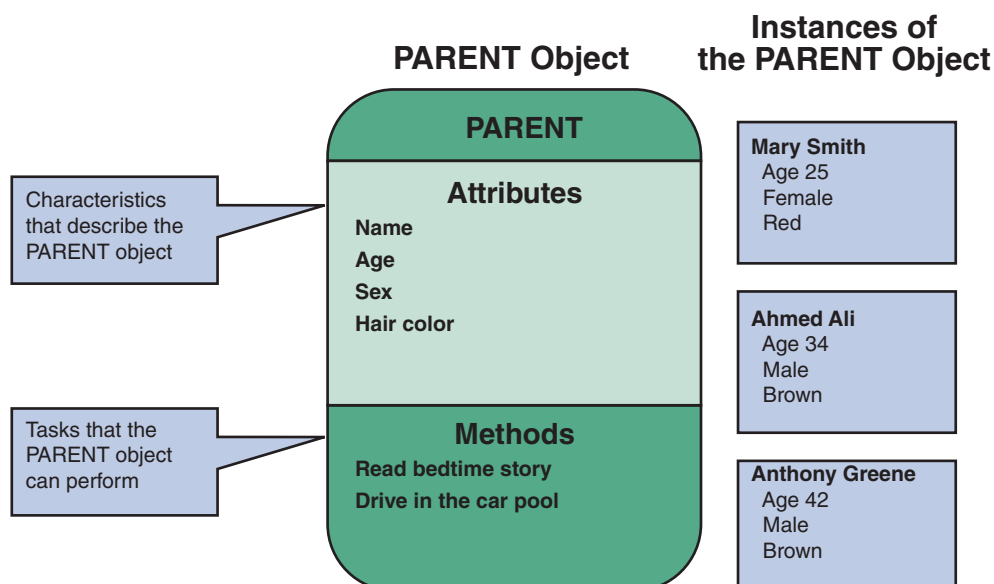 PARENT Object
Instances of
the PARENT Object
PARENT
Attributes
Name
Age
Sex
Hair color
Methods
Read bedtime story
Drive in the car pool
Characteristics
that describe the
PARENT object
Tasks that the
PARENT object
can perform
Mary Smith
Age 25
Female
Red
Ahmed Ali
Age 34
Male
Brown
Anthony Greene
Age 42
Male
Brown